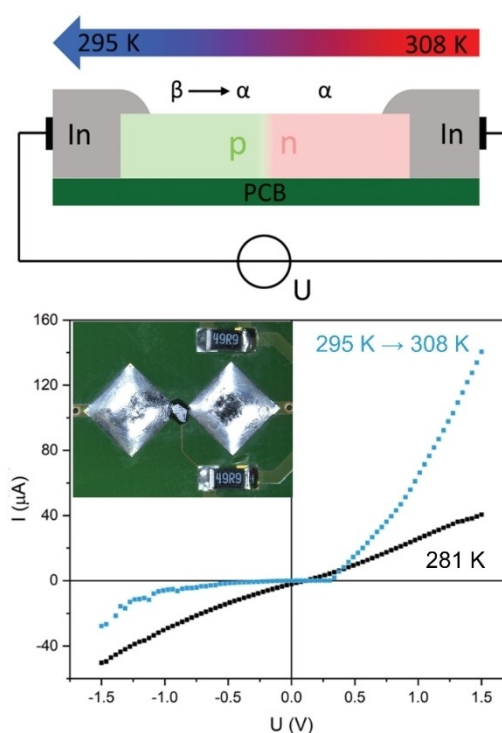 295 K 308 K
β → α α
In p n In
PCB
U
160
120
80
40
0
-40
I (µA)
49R9
49R9
295 K → 308 K
281 K
-1.5 -1.0 -0.5 0.0 0.5 1.0 1.5
U (V)